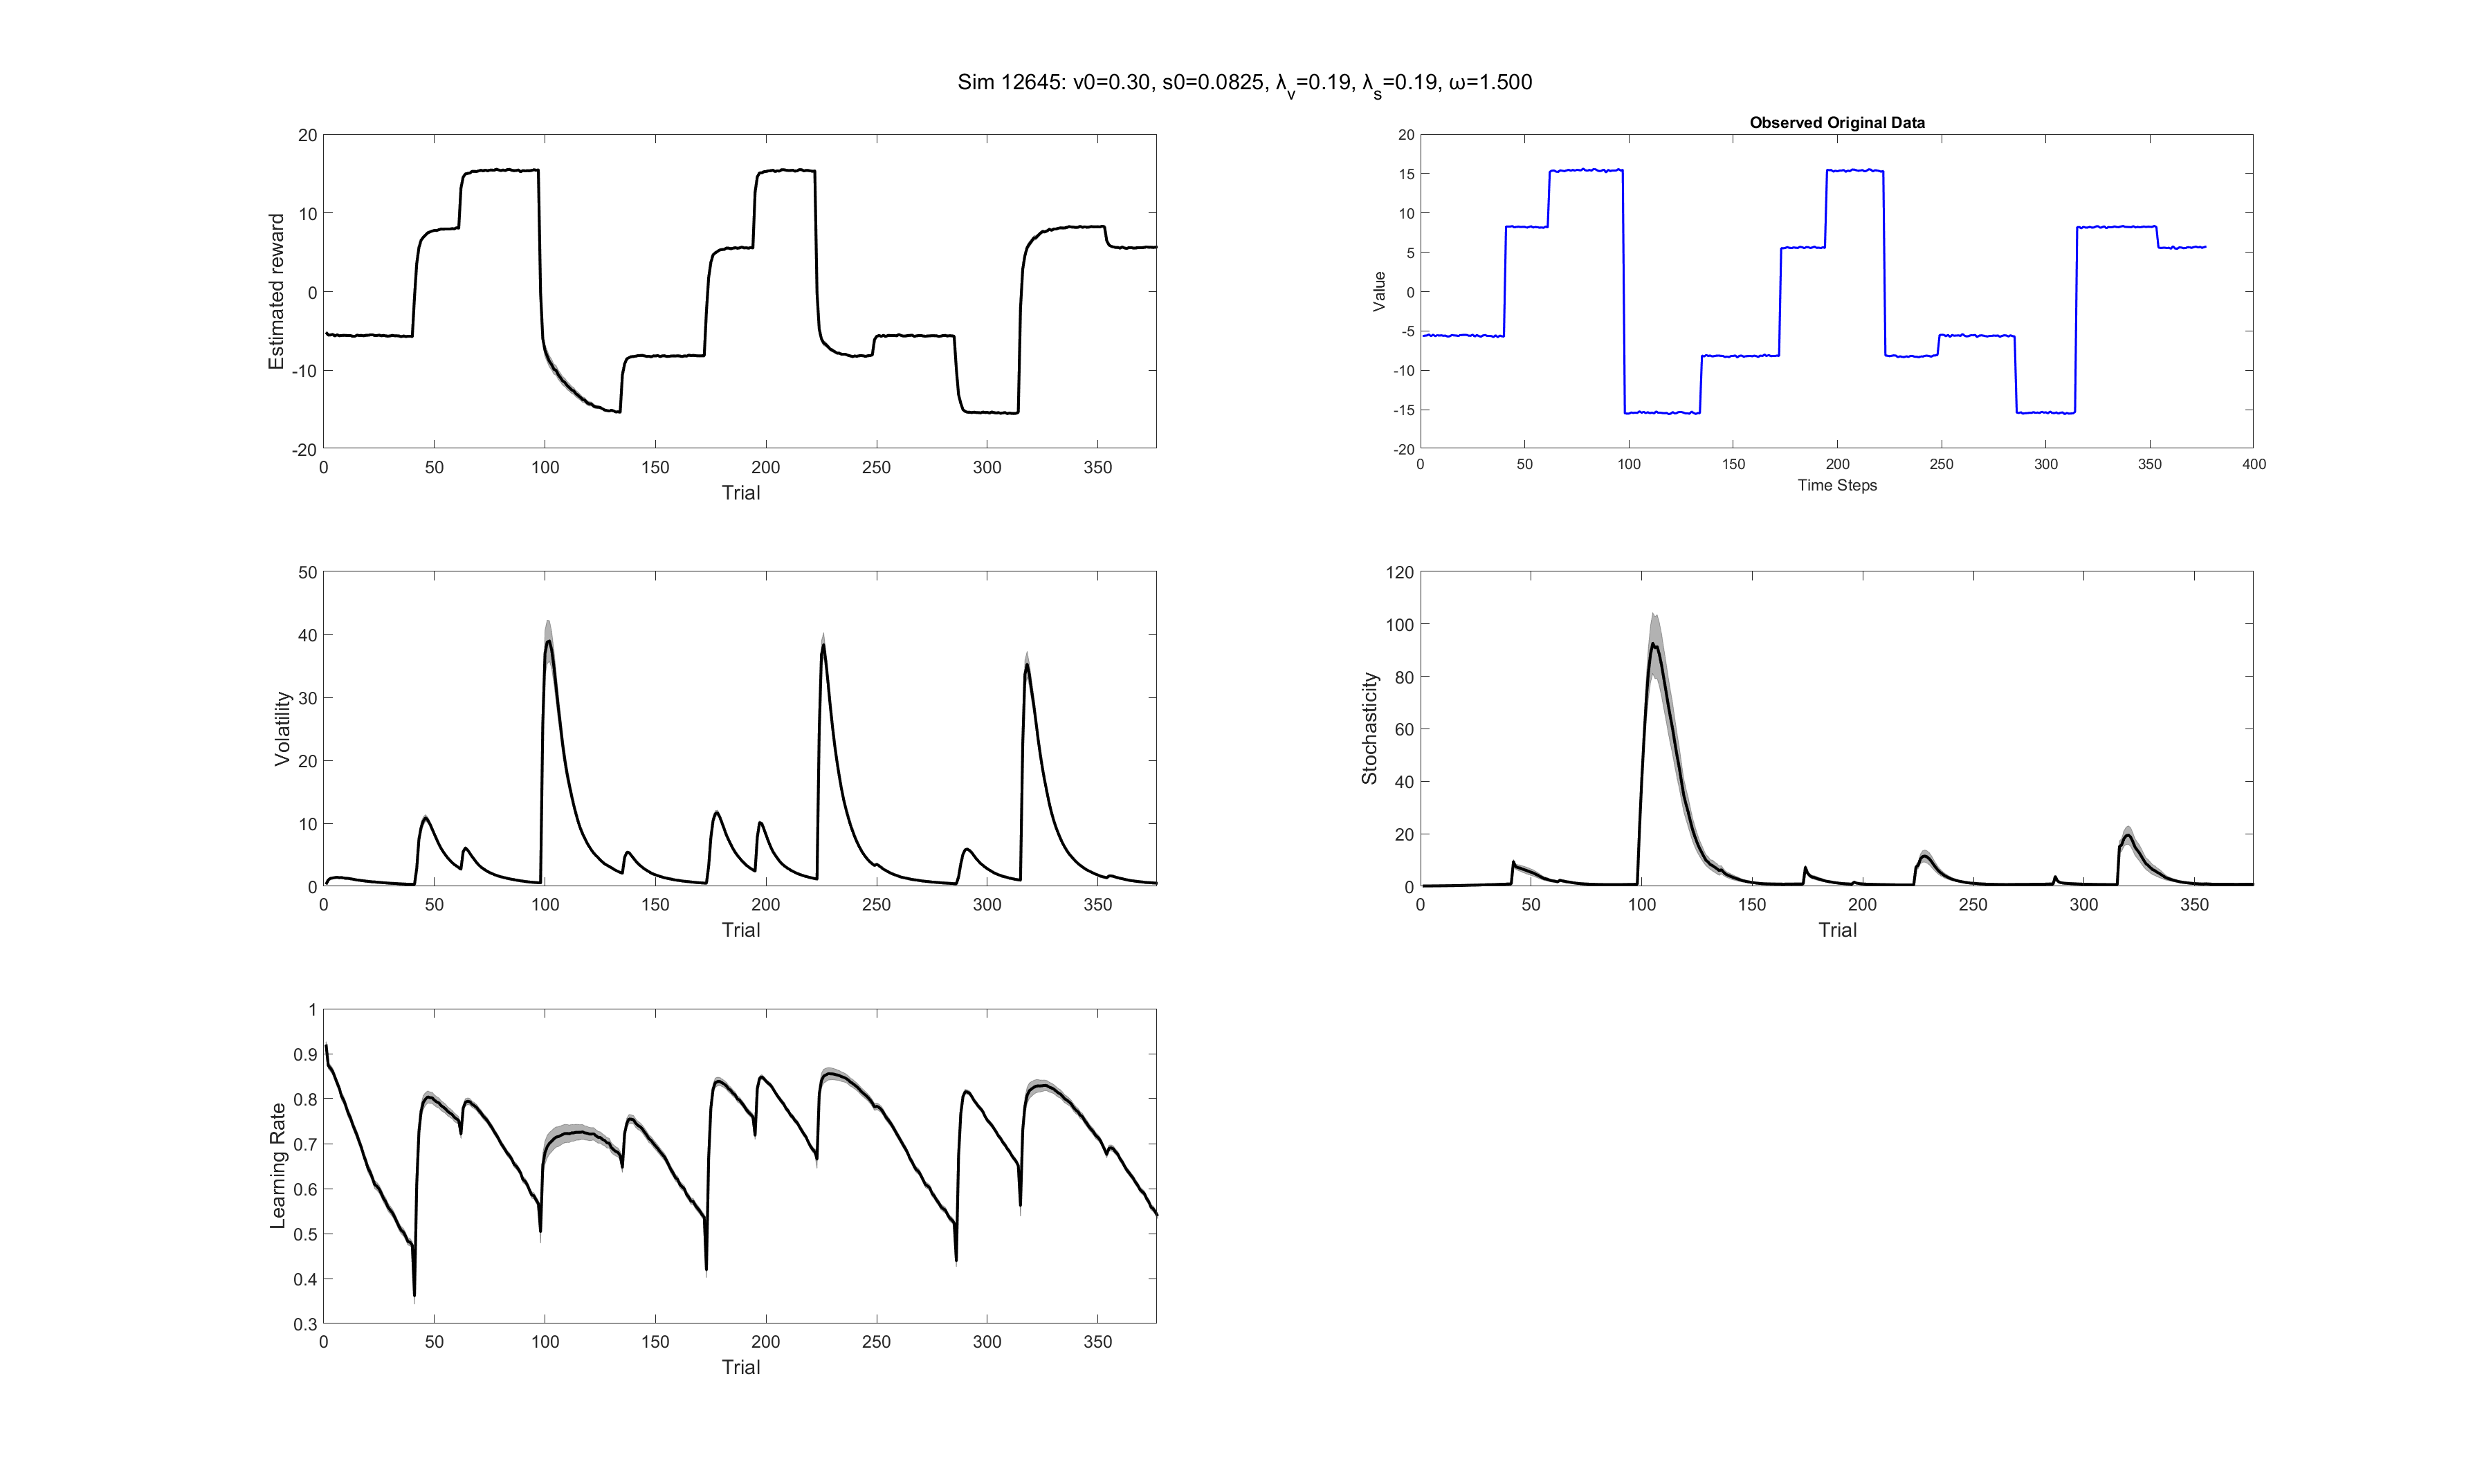 Sim 12645: v0=0.30, s0=0.0825, λv=0.19, λs=0.19, ω=1.500
20
10
0
-10
-20
Estimated reward
0 50 100 150 200 250 300 350
Trial
Observed Original Data
20
15
10
5
0
-5
-10
-15
-20
Value
0 50 100 150 200 250 300 350 400
Time Steps
50
40
30
20
10
0
Volatility
0 50 100 150 200 250 300 350
Trial
120
100
80
60
40
20
0
Stochasticity
0 50 100 150 200 250 300 350
Trial
1
0.9
0.8
0.7
0.6
0.5
0.4
0.3
Learning Rate
0 50 100 150 200 250 300 350
Trial